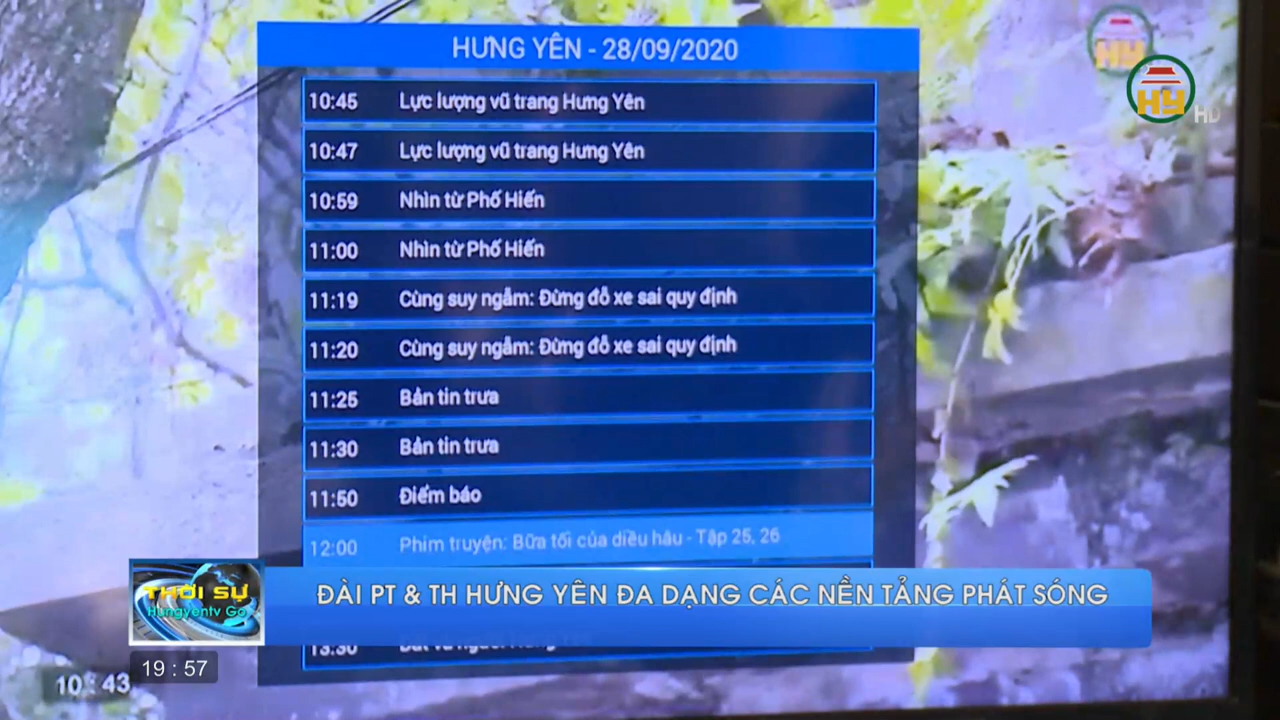 HƯNG YÊN - 28/09/2020
HY
HY HD
10:45 Lực lượng vũ trang Hưng Yên
10:47 Lực lượng vũ trang Hưng Yên
10:59 Nhìn từ Phố Hiến
11:00 Nhìn từ Phố Hiến
11:19 Cùng suy ngẫm: Đừng đỗ xe sai quy định
11:20 Cùng suy ngẫm: Đừng đỗ xe sai quy định
11:25 Bản tin trưa
11:30 Bản tin trưa
11:50 Điểm báo
12:00 Phim truyện: Bữa tối của diều hâu - Tập 25, 26
THỜI SỰ
Hungyentv Go
ĐÀI PT & TH HƯNG YÊN ĐA DẠNG CÁC NỀN TẢNG PHÁT SÓNG
13:30
19 : 57
10 : 43